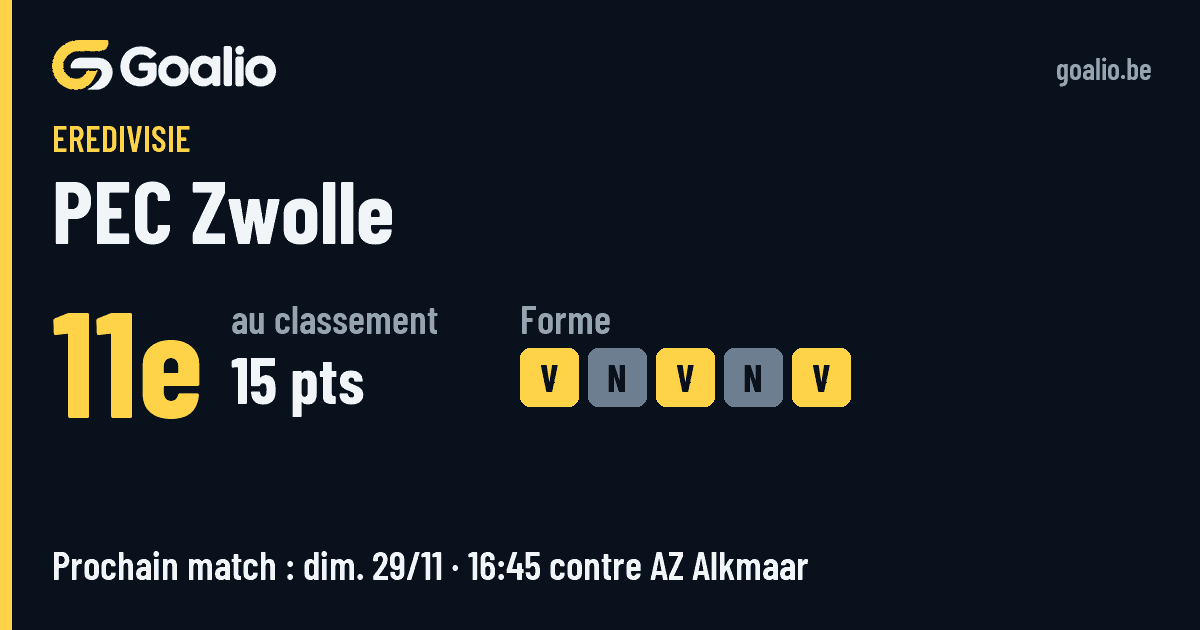 Goalio
goalio.be
EREDIVISIE
PEC Zwolle
11e
au classement
15 pts
Forme
V N V N V
Prochain match : dim. 29/11 · 16:45 contre AZ Alkmaar